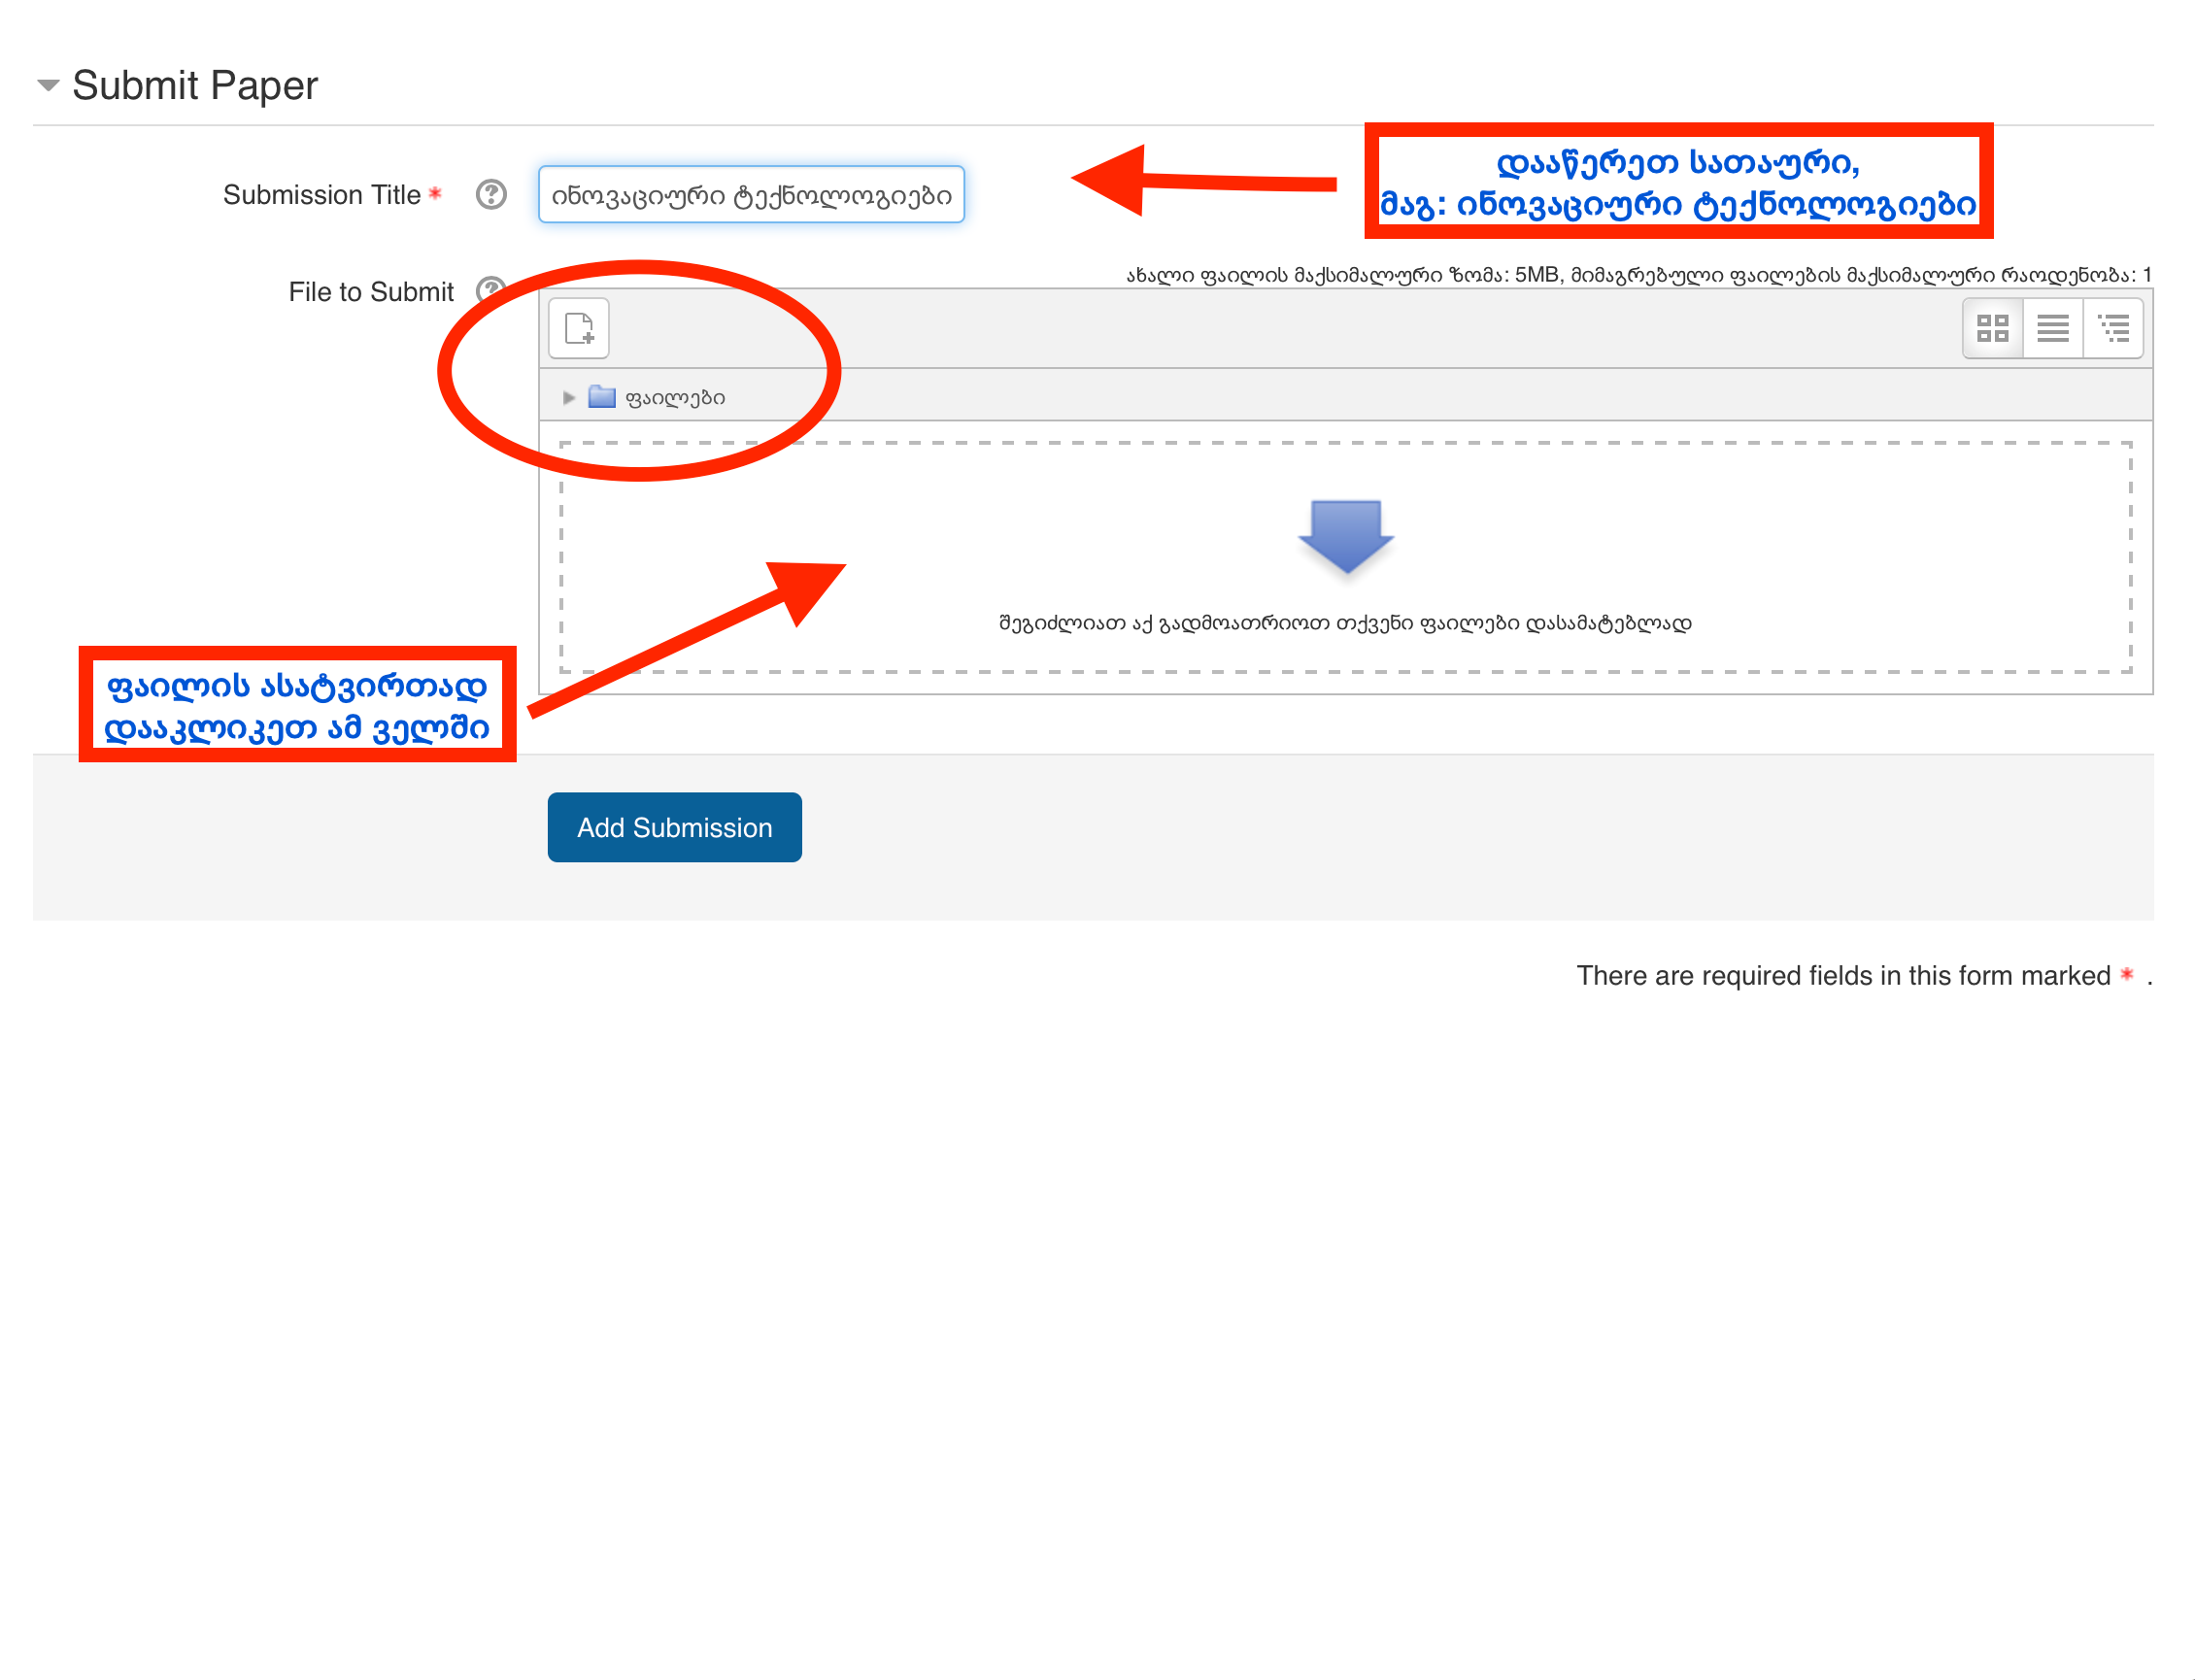 Submit Paper
დააწერეთ სათაური,
მაგ: ინოვაციური ტექნოლოგიები
Submission Title *
ინოვაციური ტექნოლოგიები
ახალი ფაილის მაქსიმალური ზომა: 5MB, მიმაგრებული ფაილების მაქსიმალური რაოდენობა: 1
File to Submit
ფაილები
შეგიძლიათ აქ გადმოათრიოთ თქვენი ფაილები დასამატებლად
ფაილის ასატვირთად
დააკლიკეთ ამ ველში
Add Submission
There are required fields in this form marked * .